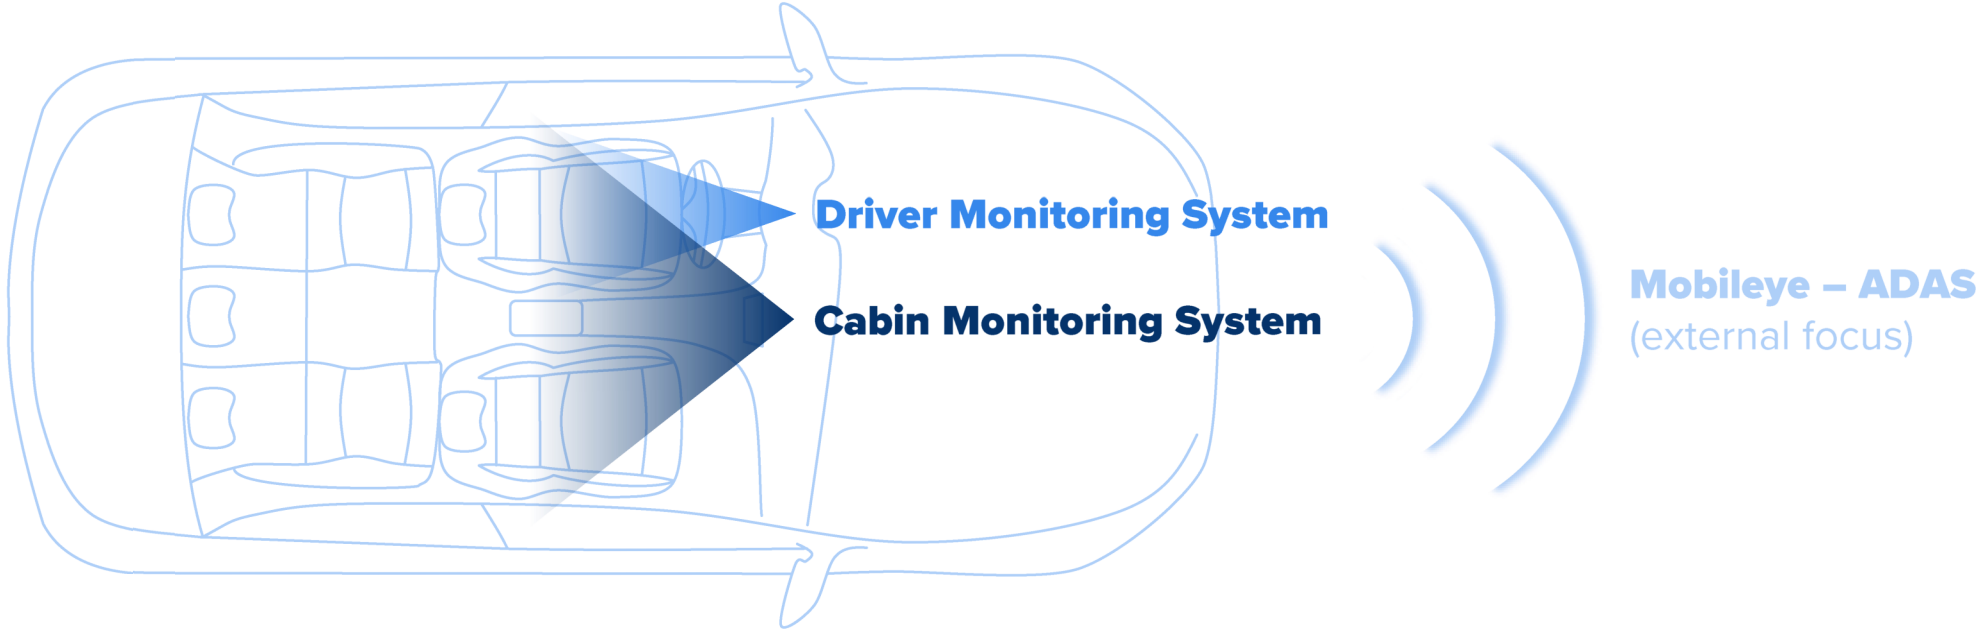 Driver Monitoring System
Cabin Monitoring System
Mobileye – ADAS
(external focus)